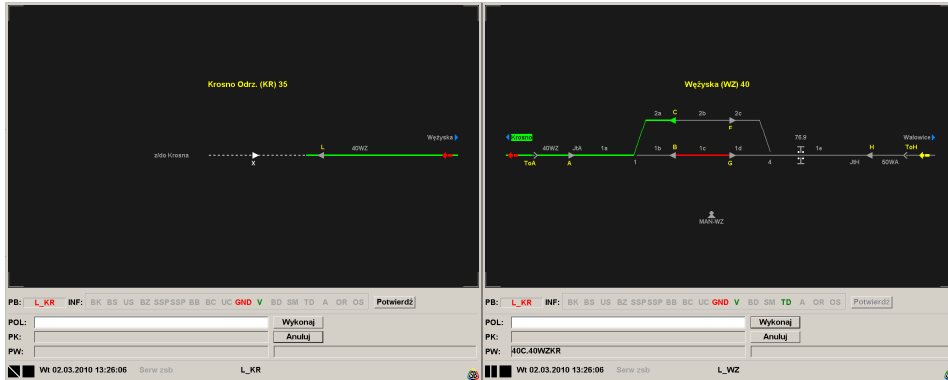 Krosno Odrz. (KR) 35
Wężyska
L
40WZ
z/do Krosna
X
PB: L_KR INF: BK BS US BZ SSP SSP BB BC UC GND V BD SM TD A OR OS Potwierdź
POL: Wykonaj
PK: Anuluj
PW:
Wt 02.03.2010 13:26:06 Serw zsb L_KR
Wężyska (WZ) 40
2a C 2b 2c
F
Krosno
76.9
Wałowice
40WZ JtA 1a B 1b 1c 1d 1e H ToH
ToA A 1 G 4 JtH 50WA
MAN-WZ
PB: L_KR INF: BK BS US BZ SSP SSP BB BC UC GND V BD SM TD A OR OS Potwierdź
POL: Wykonaj
PK: Anuluj
PW: 40C.40WZKR
Wt 02.03.2010 13:26:06 Serw zsb L_WZ